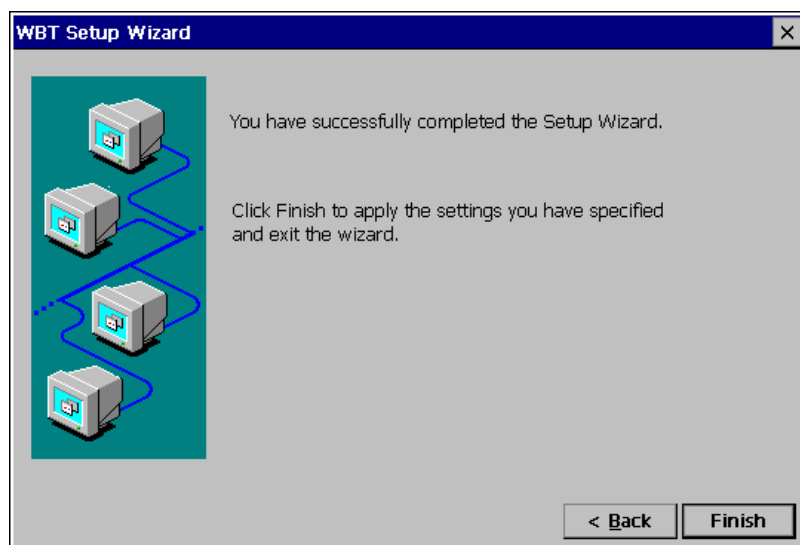 WBT Setup Wizard
You have successfully completed the Setup Wizard.
Click Finish to apply the settings you have specified
and exit the wizard.
< Back
Finish